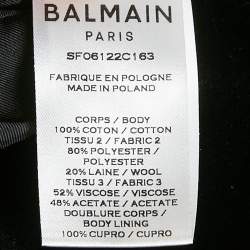 BALMAIN
PARIS
SF06122C163
FABRIQUE EN POLOGNE
MADE IN POLAND
CORPS / BODY
100% COTON / COTTON
TISSU 2 / FABRIC 2
80% POLYESTER /
POLYESTER
20% LAINE / WOOL
TISSU 3 / FABRIC 3
52% VISCOSE / VISCOSE
48% ACETATE / ACETATE
DOUBLURE CORPS /
BODY LINING
100% CUPRO / CUPRO